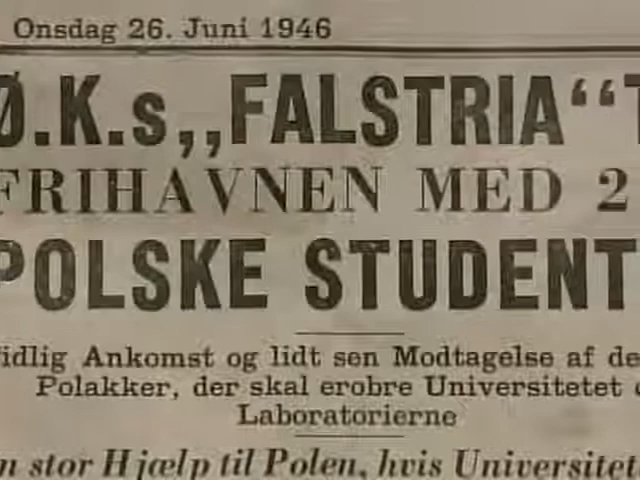 Onsdag 26. Juni 1946
Ø.K.s „FALSTRIA“ T
FRIHAVNEN MED 2
POLSKE STUDENT
idlig Ankomst og lidt sen Modtagelse af de
Polakker, der skal erobre Universitetet o
Laboratorierne
n stor Hjælp til Polen, hvis Universitet